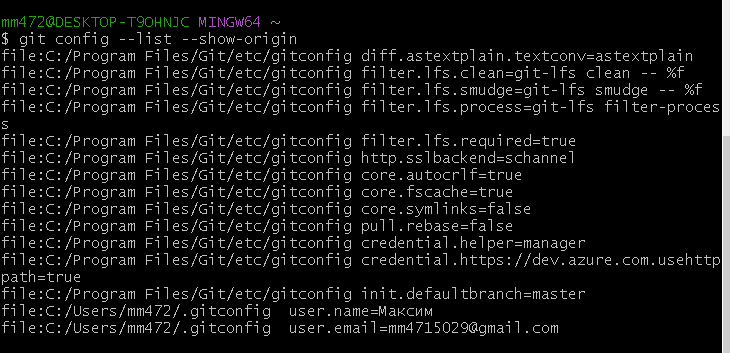 mm472@DESKTOP-T9OHNJC MINGW64 ~
$ git config --list --show-origin
file:C:/Program Files/Git/etc/gitconfig diff.astextplain.textconv=astextplain
file:C:/Program Files/Git/etc/gitconfig filter.lfs.clean=git-lfs clean -- %f
file:C:/Program Files/Git/etc/gitconfig filter.lfs.smudge=git-lfs smudge -- %f
file:C:/Program Files/Git/etc/gitconfig filter.lfs.process=git-lfs filter-proces
s
file:C:/Program Files/Git/etc/gitconfig filter.lfs.required=true
file:C:/Program Files/Git/etc/gitconfig http.sslbackend=schannel
file:C:/Program Files/Git/etc/gitconfig core.autocrlf=true
file:C:/Program Files/Git/etc/gitconfig core.fscache=true
file:C:/Program Files/Git/etc/gitconfig core.symlinks=false
file:C:/Program Files/Git/etc/gitconfig pull.rebase=false
file:C:/Program Files/Git/etc/gitconfig credential.helper=manager
file:C:/Program Files/Git/etc/gitconfig credential.https://dev.azure.com.usehttp
path=true
file:C:/Program Files/Git/etc/gitconfig init.defaultbranch=master
file:C:/Users/mm472/.gitconfig  user.name=Максим
file:C:/Users/mm472/.gitconfig  user.email=mm4715029@gmail.com